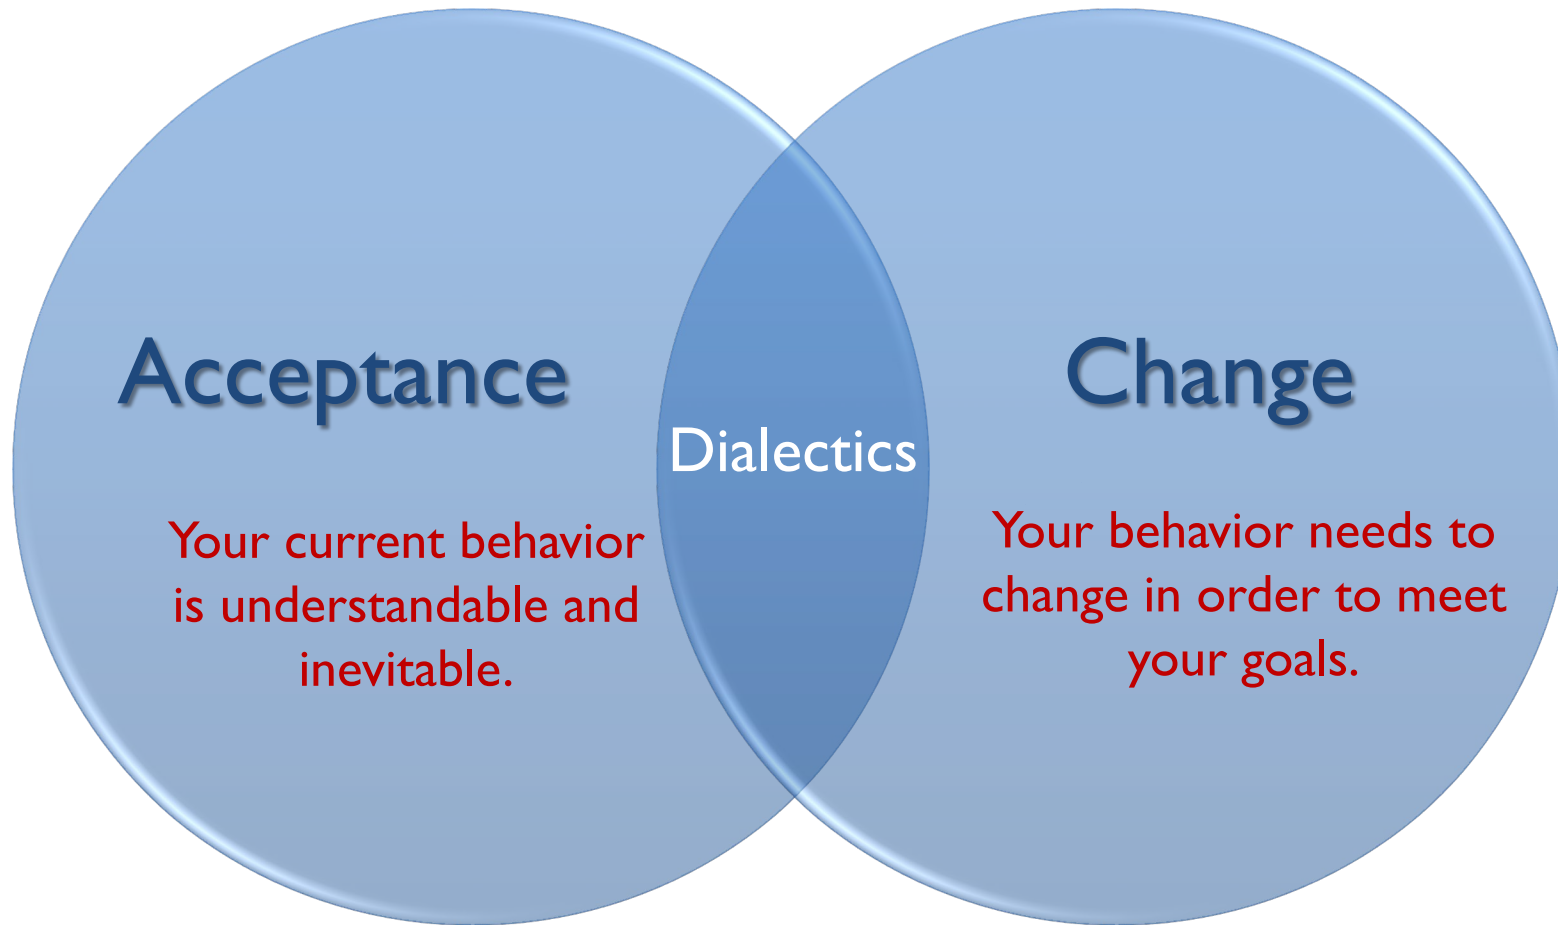 Acceptance
Your current behavior
is understandable and
inevitable.
Dialectics
Change
Your behavior needs to
change in order to meet
your goals.